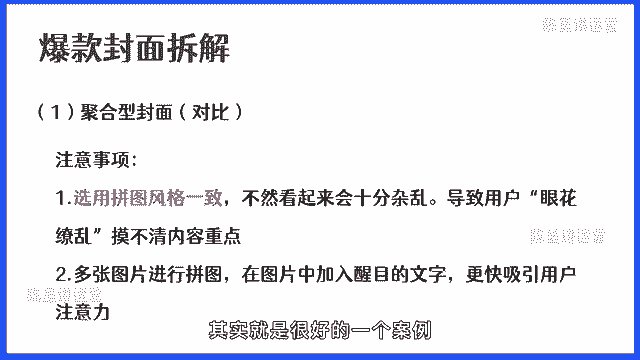 爆款封面拆解
（1）聚合型封面（对比）
注意事项：
1.选用拼图风格一致，不然看起来会十分杂乱。导致用户“眼花
缭乱”摸不清内容重点
2.多张图片进行拼图，在图片中加入醒目的文字，更快吸引用户
注意力
其实就是很好的一个案例